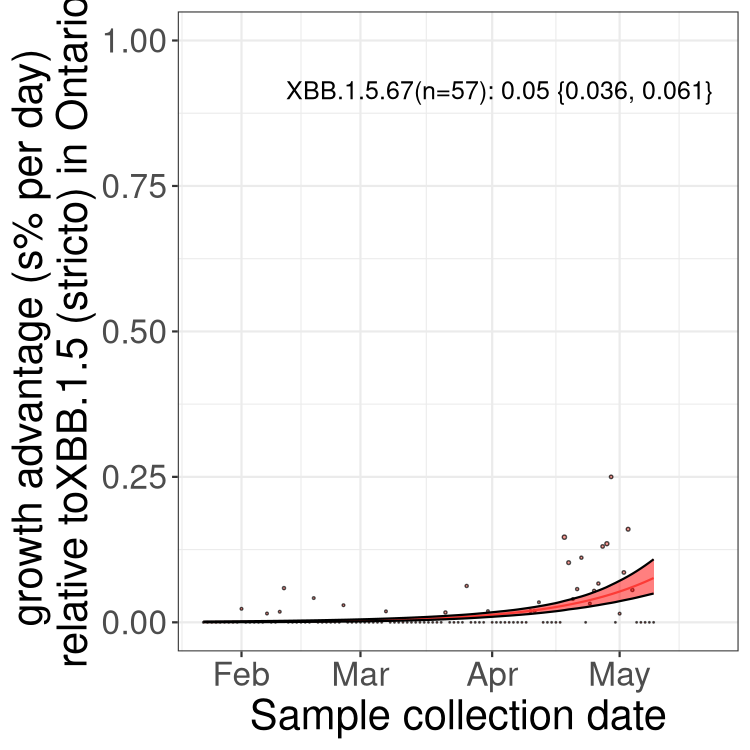 growth advantage (s% per day)
relative toXBB.1.5 (stricto) in Ontario
1.00
0.75
0.50
0.25
0.00
XBB.1.5.67(n=57): 0.05 {0.036, 0.061}
Feb Mar Apr May
Sample collection date